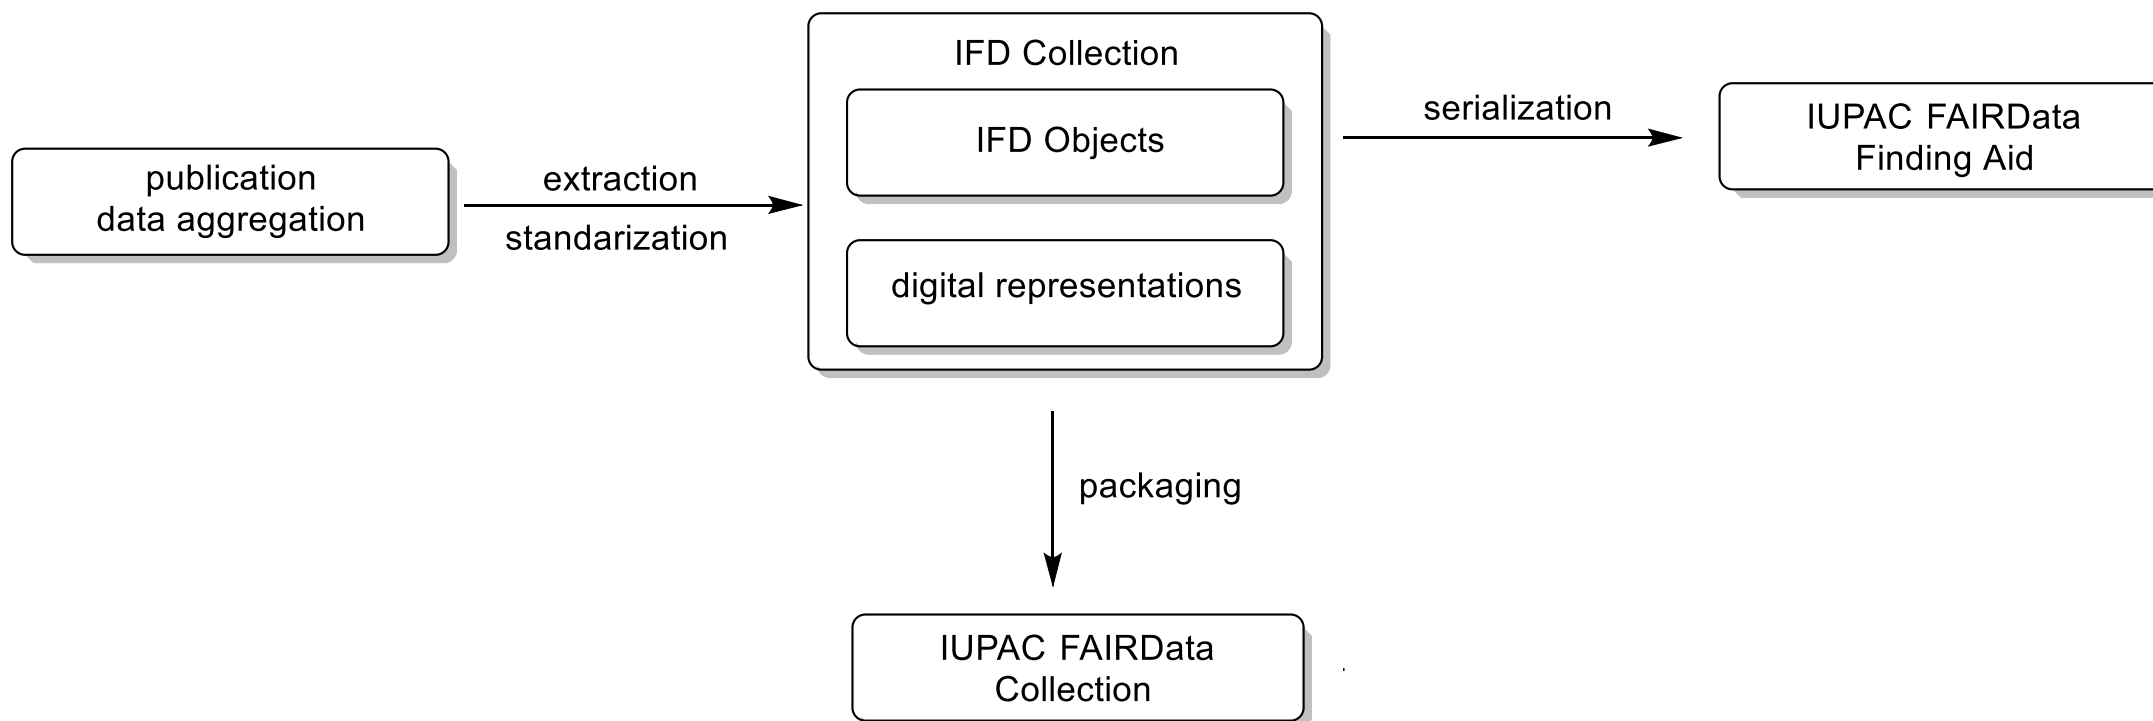 publication
data aggregation
extraction
standarization
IFD Collection
IFD Objects
digital representations
serialization
IUPAC FAIRData
Finding Aid
packaging
IUPAC FAIRData
Collection